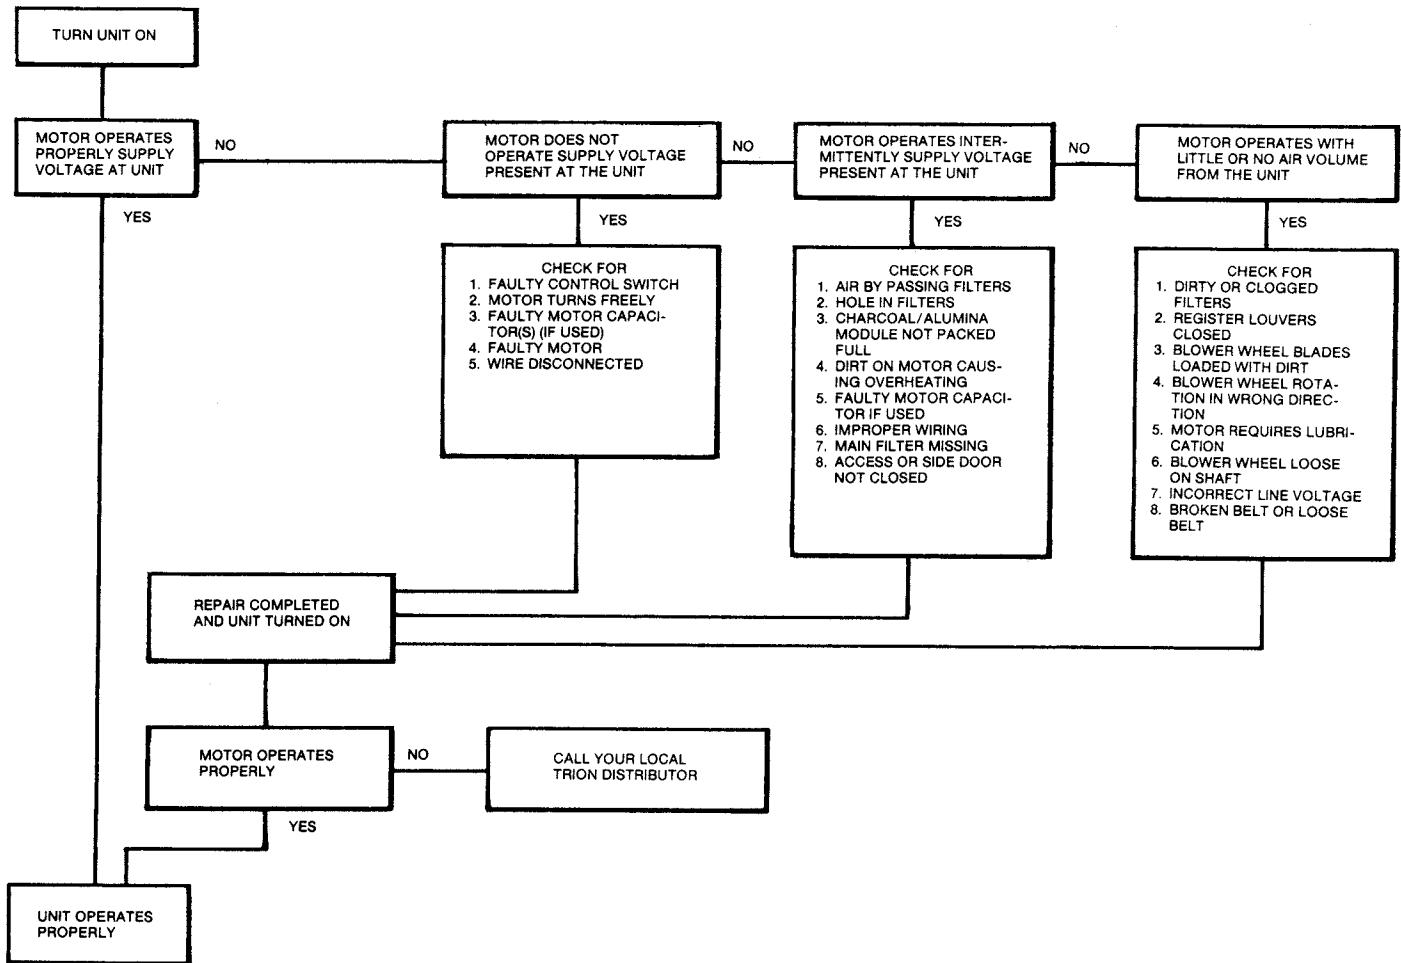 TURN UNIT ON
MOTOR OPERATES
PROPERLY SUPPLY
VOLTAGE AT UNIT
NO
MOTOR DOES NOT
OPERATE SUPPLY VOLTAGE
PRESENT AT THE UNIT
NO
MOTOR OPERATES INTER-
MITTENTLY SUPPLY VOLTAGE
PRESENT AT THE UNIT
NO
MOTOR OPERATES WITH
LITTLE OR NO AIR VOLUME
FROM THE UNIT
YES
YES
YES
YES
CHECK FOR
1. FAULTY CONTROL SWITCH
2. MOTOR TURNS FREELY
3. FAULTY MOTOR CAPACI-
TOR(S) (IF USED)
4. FAULTY MOTOR
5. WIRE DISCONNECTED
CHECK FOR
1. AIR BY PASSING FILTERS
2. HOLE IN FILTERS
3. CHARCOAL/ALUMINA
MODULE NOT PACKED
FULL
4. DIRT ON MOTOR CAUS-
ING OVERHEATING
5. FAULTY MOTOR CAPACI-
TOR IF USED
6. IMPROPER WIRING
7. MAIN FILTER MISSING
8. ACCESS OR SIDE DOOR
NOT CLOSED
CHECK FOR
1. DIRTY OR CLOGGED
FILTERS
2. REGISTER LOUVERS
CLOSED
3. BLOWER WHEEL BLADES
LOADED WITH DIRT
4. BLOWER WHEEL ROTA-
TION IN WRONG DIREC-
TION
5. MOTOR REQUIRES LUBRI-
CATION
6. BLOWER WHEEL LOOSE
ON SHAFT
7. INCORRECT LINE VOLTAGE
8. BROKEN BELT OR LOOSE
BELT
REPAIR COMPLETED
AND UNIT TURNED ON
MOTOR OPERATES
PROPERLY
NO
CALL YOUR LOCAL
TRION DISTRIBUTOR
YES
UNIT OPERATES
PROPERLY